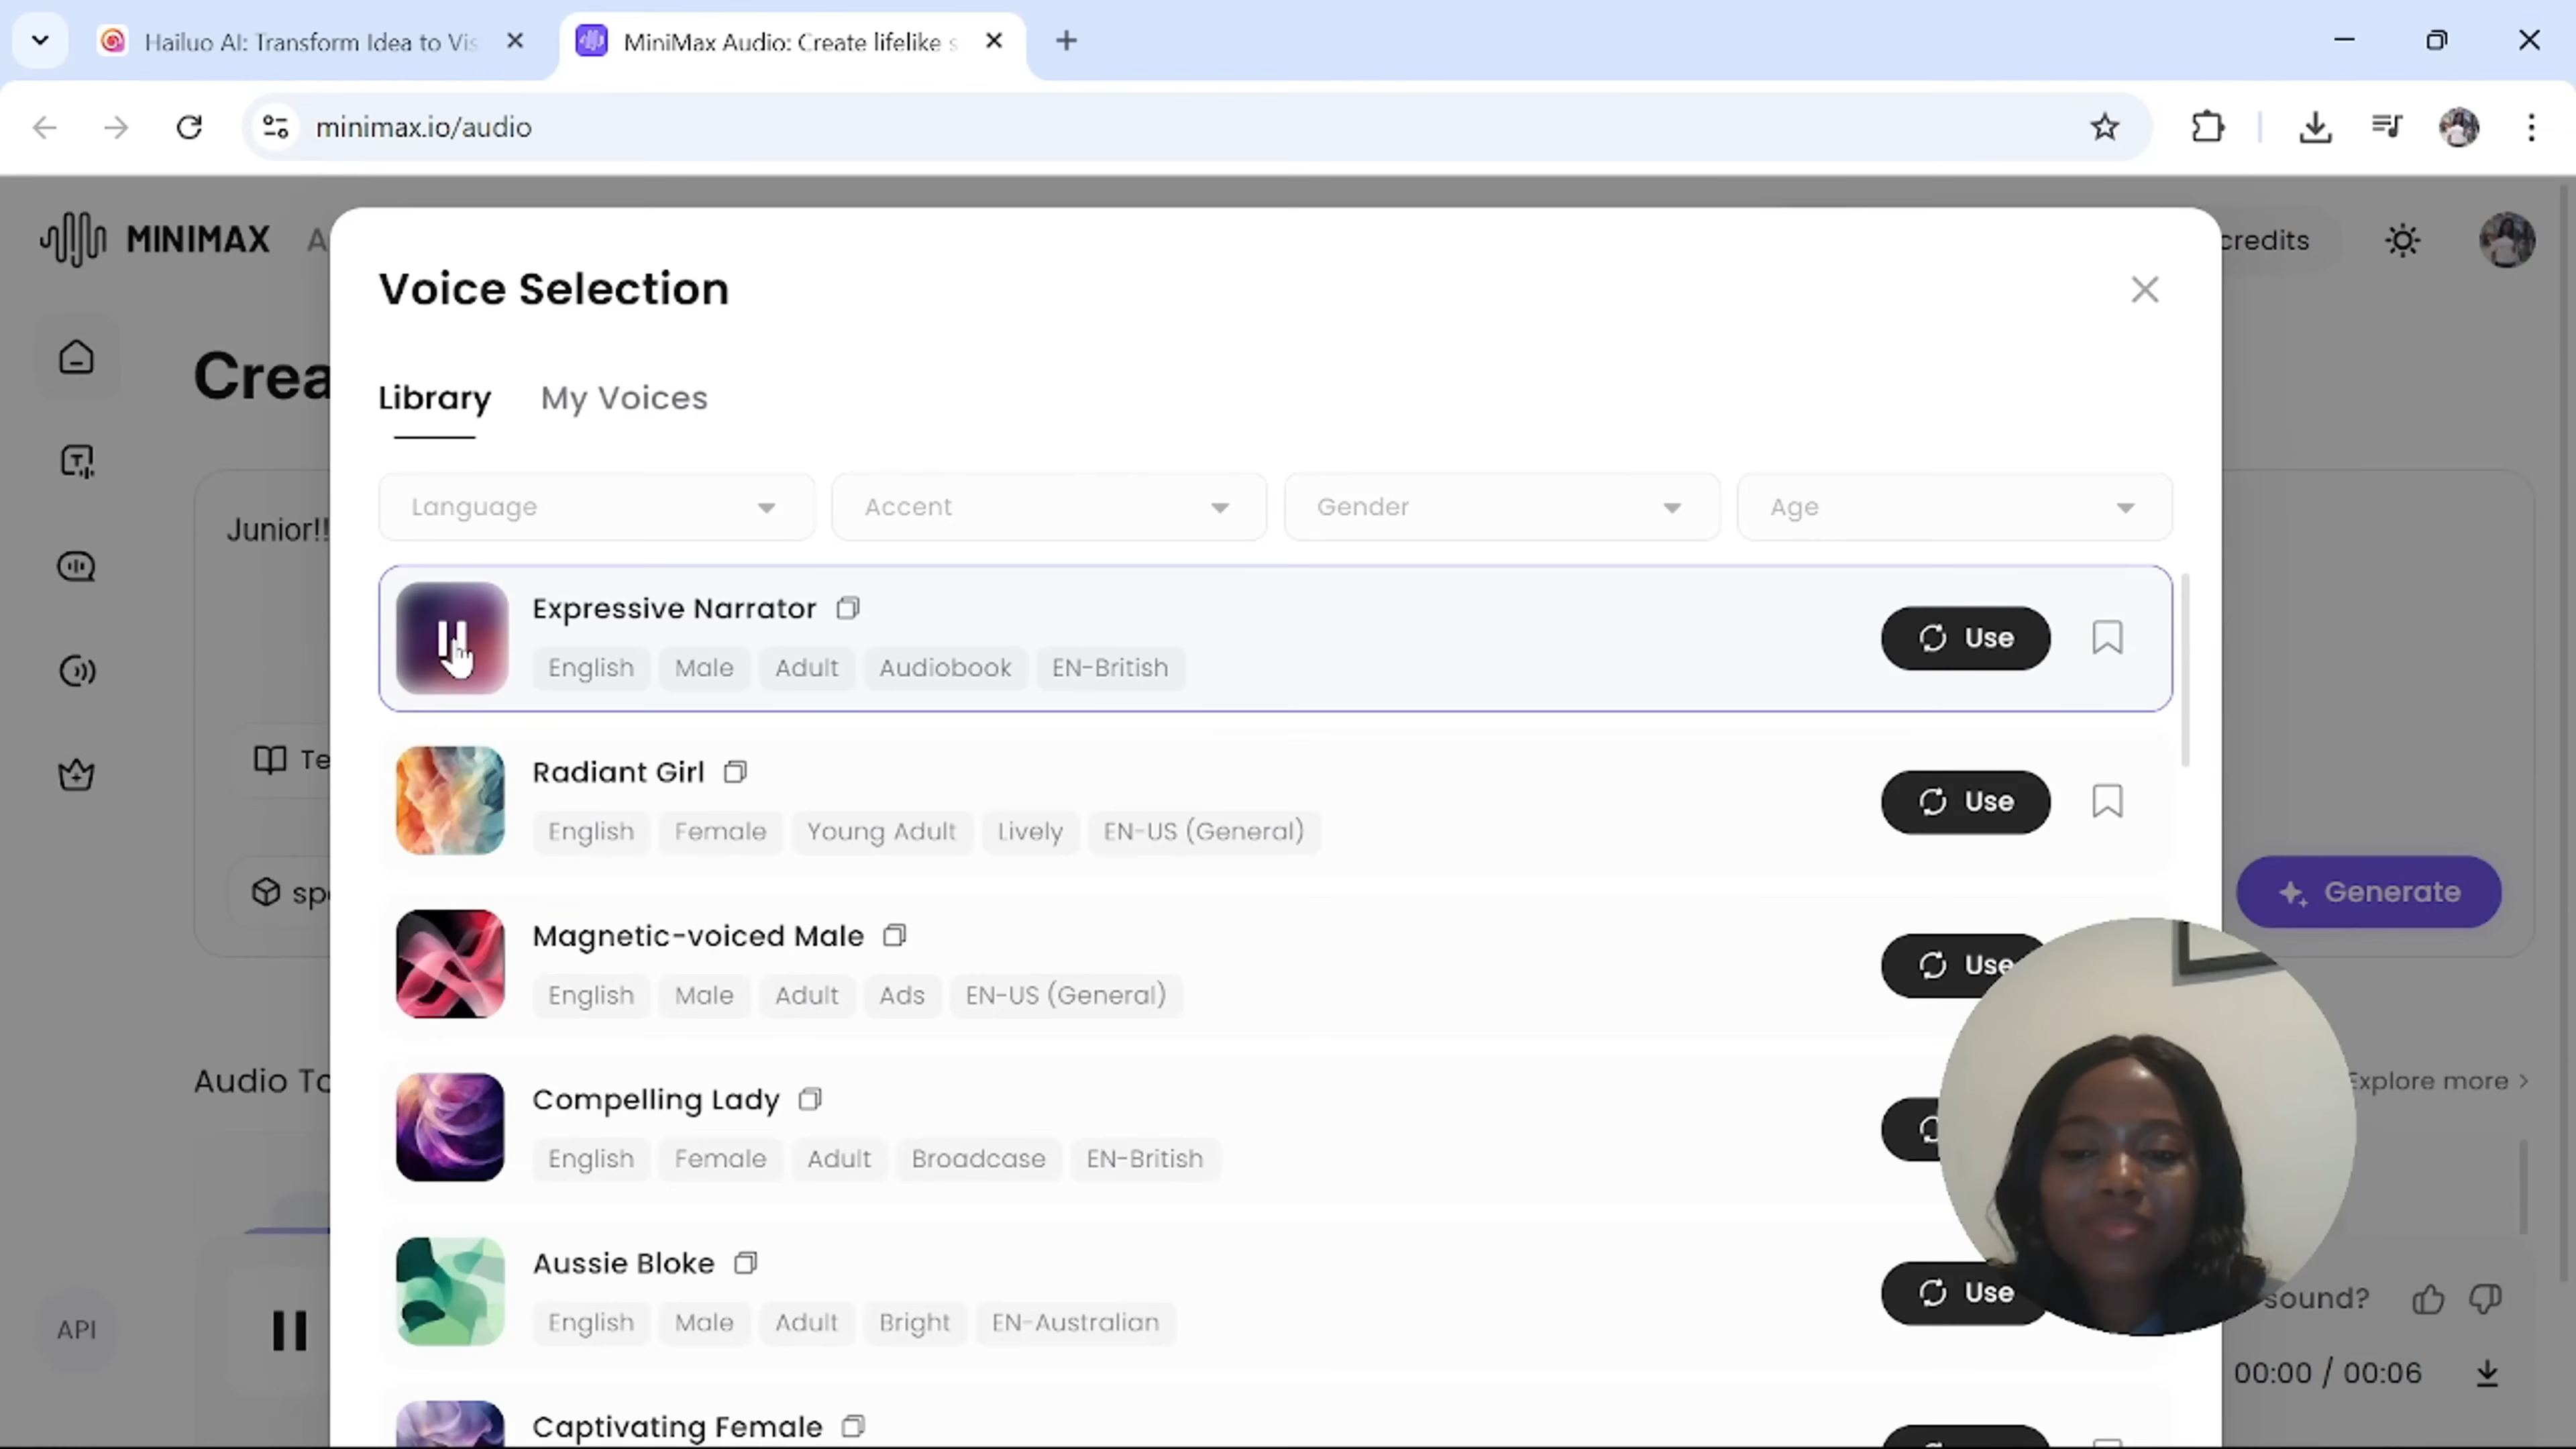 Hailuo AI: Transform Idea to Vis
MiniMax Audio: Create lifelike s
minimax.io/audio
MINIMAX
A
credits
Voice Selection
Crea
Library
My Voices
Language
Accent
Gender
Age
Junior!!
Expressive Narrator
Use
English
Male
Adult
Audiobook
EN-British
Radiant Girl
Use
English
Female
Young Adult
Lively
EN-US (General)
Te
spe
Generate
Magnetic-voiced Male
Use
English
Male
Adult
Ads
EN-US (General)
Audio To
Explore more
Compelling Lady
English
Female
Adult
Broadcase
EN-British
Aussie Bloke
Use
English
Male
Adult
Bright
EN-Australian
API
sound?
00:00 / 00:06
Captivating Female